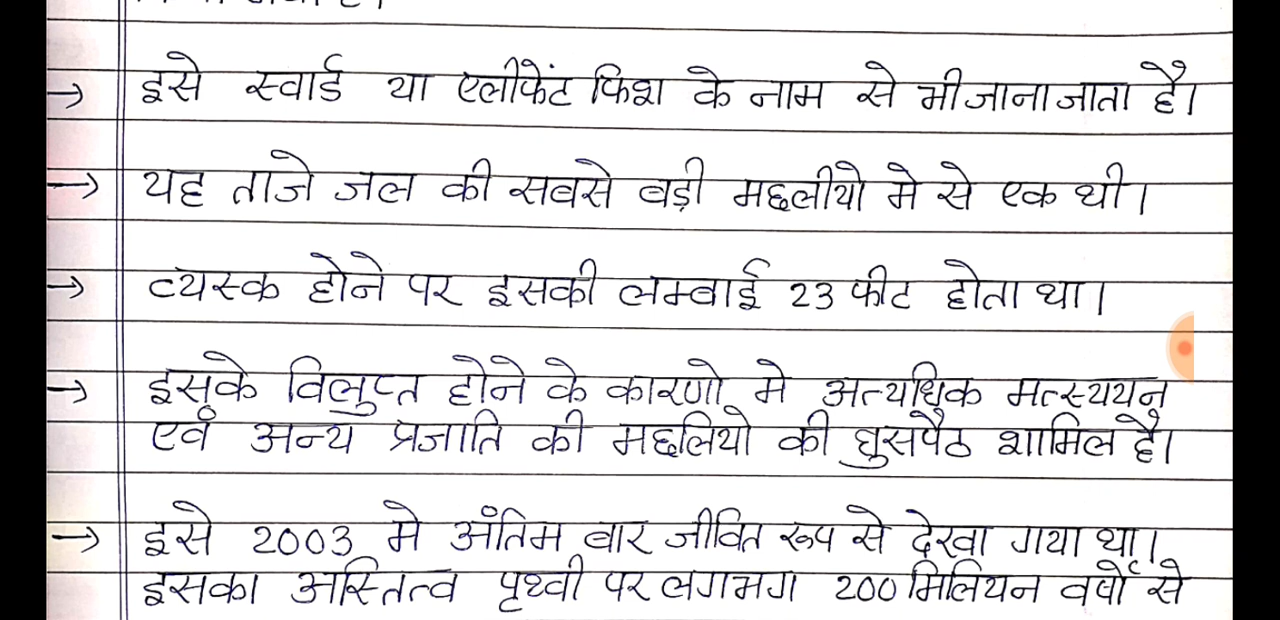 → इसे स्वार्ड या एलीफेंट फिश के नाम से भी जाना जाता है।
→ यह ताजे जल की सबसे बड़ी मछलीयो मे से एक थी।
→ व्यस्क होने पर इसकी लम्बाई 23 फीट होता था।
→ इसके विलुप्त होने के कारणो मे अत्यधिक मत्स्ययन
एवं अन्य प्रजाति की मछलियो की घुसपैठ शामिल है।
→ इसे 2003 मे अंतिम बार जीवित रूप से देखा गया था।
इसका अस्तित्व पृथ्वी पर लगभग 200 मिलियन वर्षो से